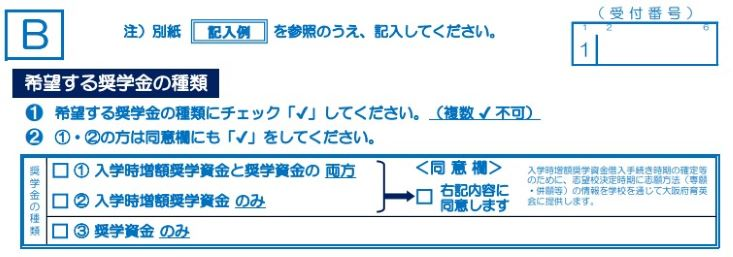 B
注）別紙 記入例 を参照のうえ、記入してください。
（受付番号）
1 2 6
1
希望する奨学金の種類
❶ 希望する奨学金の種類にチェック「✓」してください。（複数 ✓ 不可）
❷ ①・②の方は同意欄にも「✓」をしてください。
奨学金の種類
□ ① 入学時増額奨学資金と奨学資金の 両方
□ ② 入学時増額奨学資金 のみ
□ ③ 奨学資金 のみ
＜同意欄＞
□ 右記内容に
同意します
入学時増額奨学資金借入手続き時期の確定等
のために、志望校決定時期に志願方法（専願
・併願等）の情報を学校を通じて大阪府育英
会に提供します。